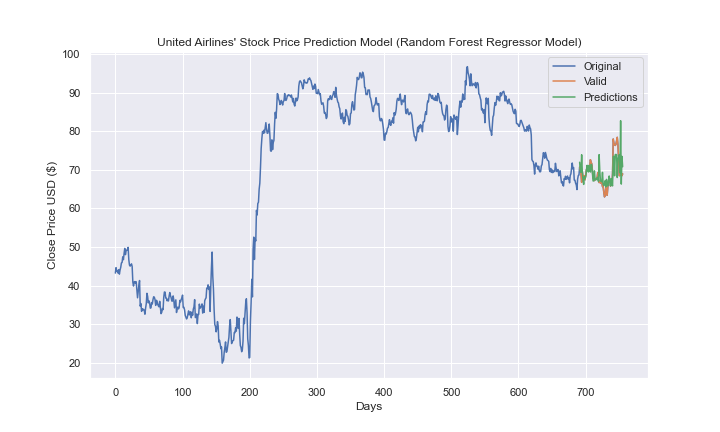 United Airlines' Stock Price Prediction Model (Random Forest Regressor Model)
Original
Valid
Predictions
Close Price USD ($)
100
90
80
70
60
50
40
30
20
0 100 200 300 400 500 600 700
Days